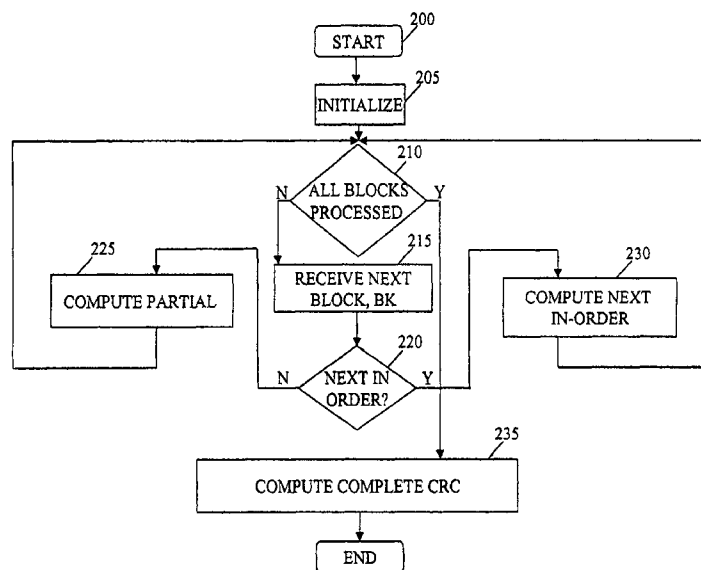 200
START
205
INITIALIZE
210
N
Y
ALL BLOCKS
PROCESSED
225
215
230
COMPUTE PARTIAL
RECEIVE NEXT
BLOCK, BK
COMPUTE NEXT
IN-ORDER
220
N
Y
NEXT IN
ORDER?
235
COMPUTE COMPLETE CRC
END